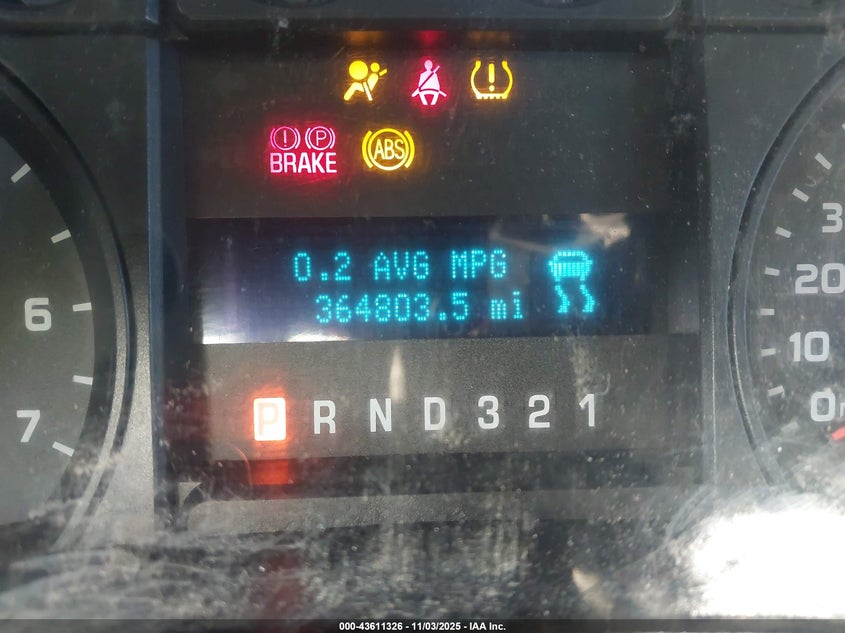 ! P
BRAKE
ABS
0.2 AVG MPG
364803.5 mi
P R N D 3 2 1
6
7
3
20
10
0
000-43611326 - 11/03/2025 - IAA Inc.